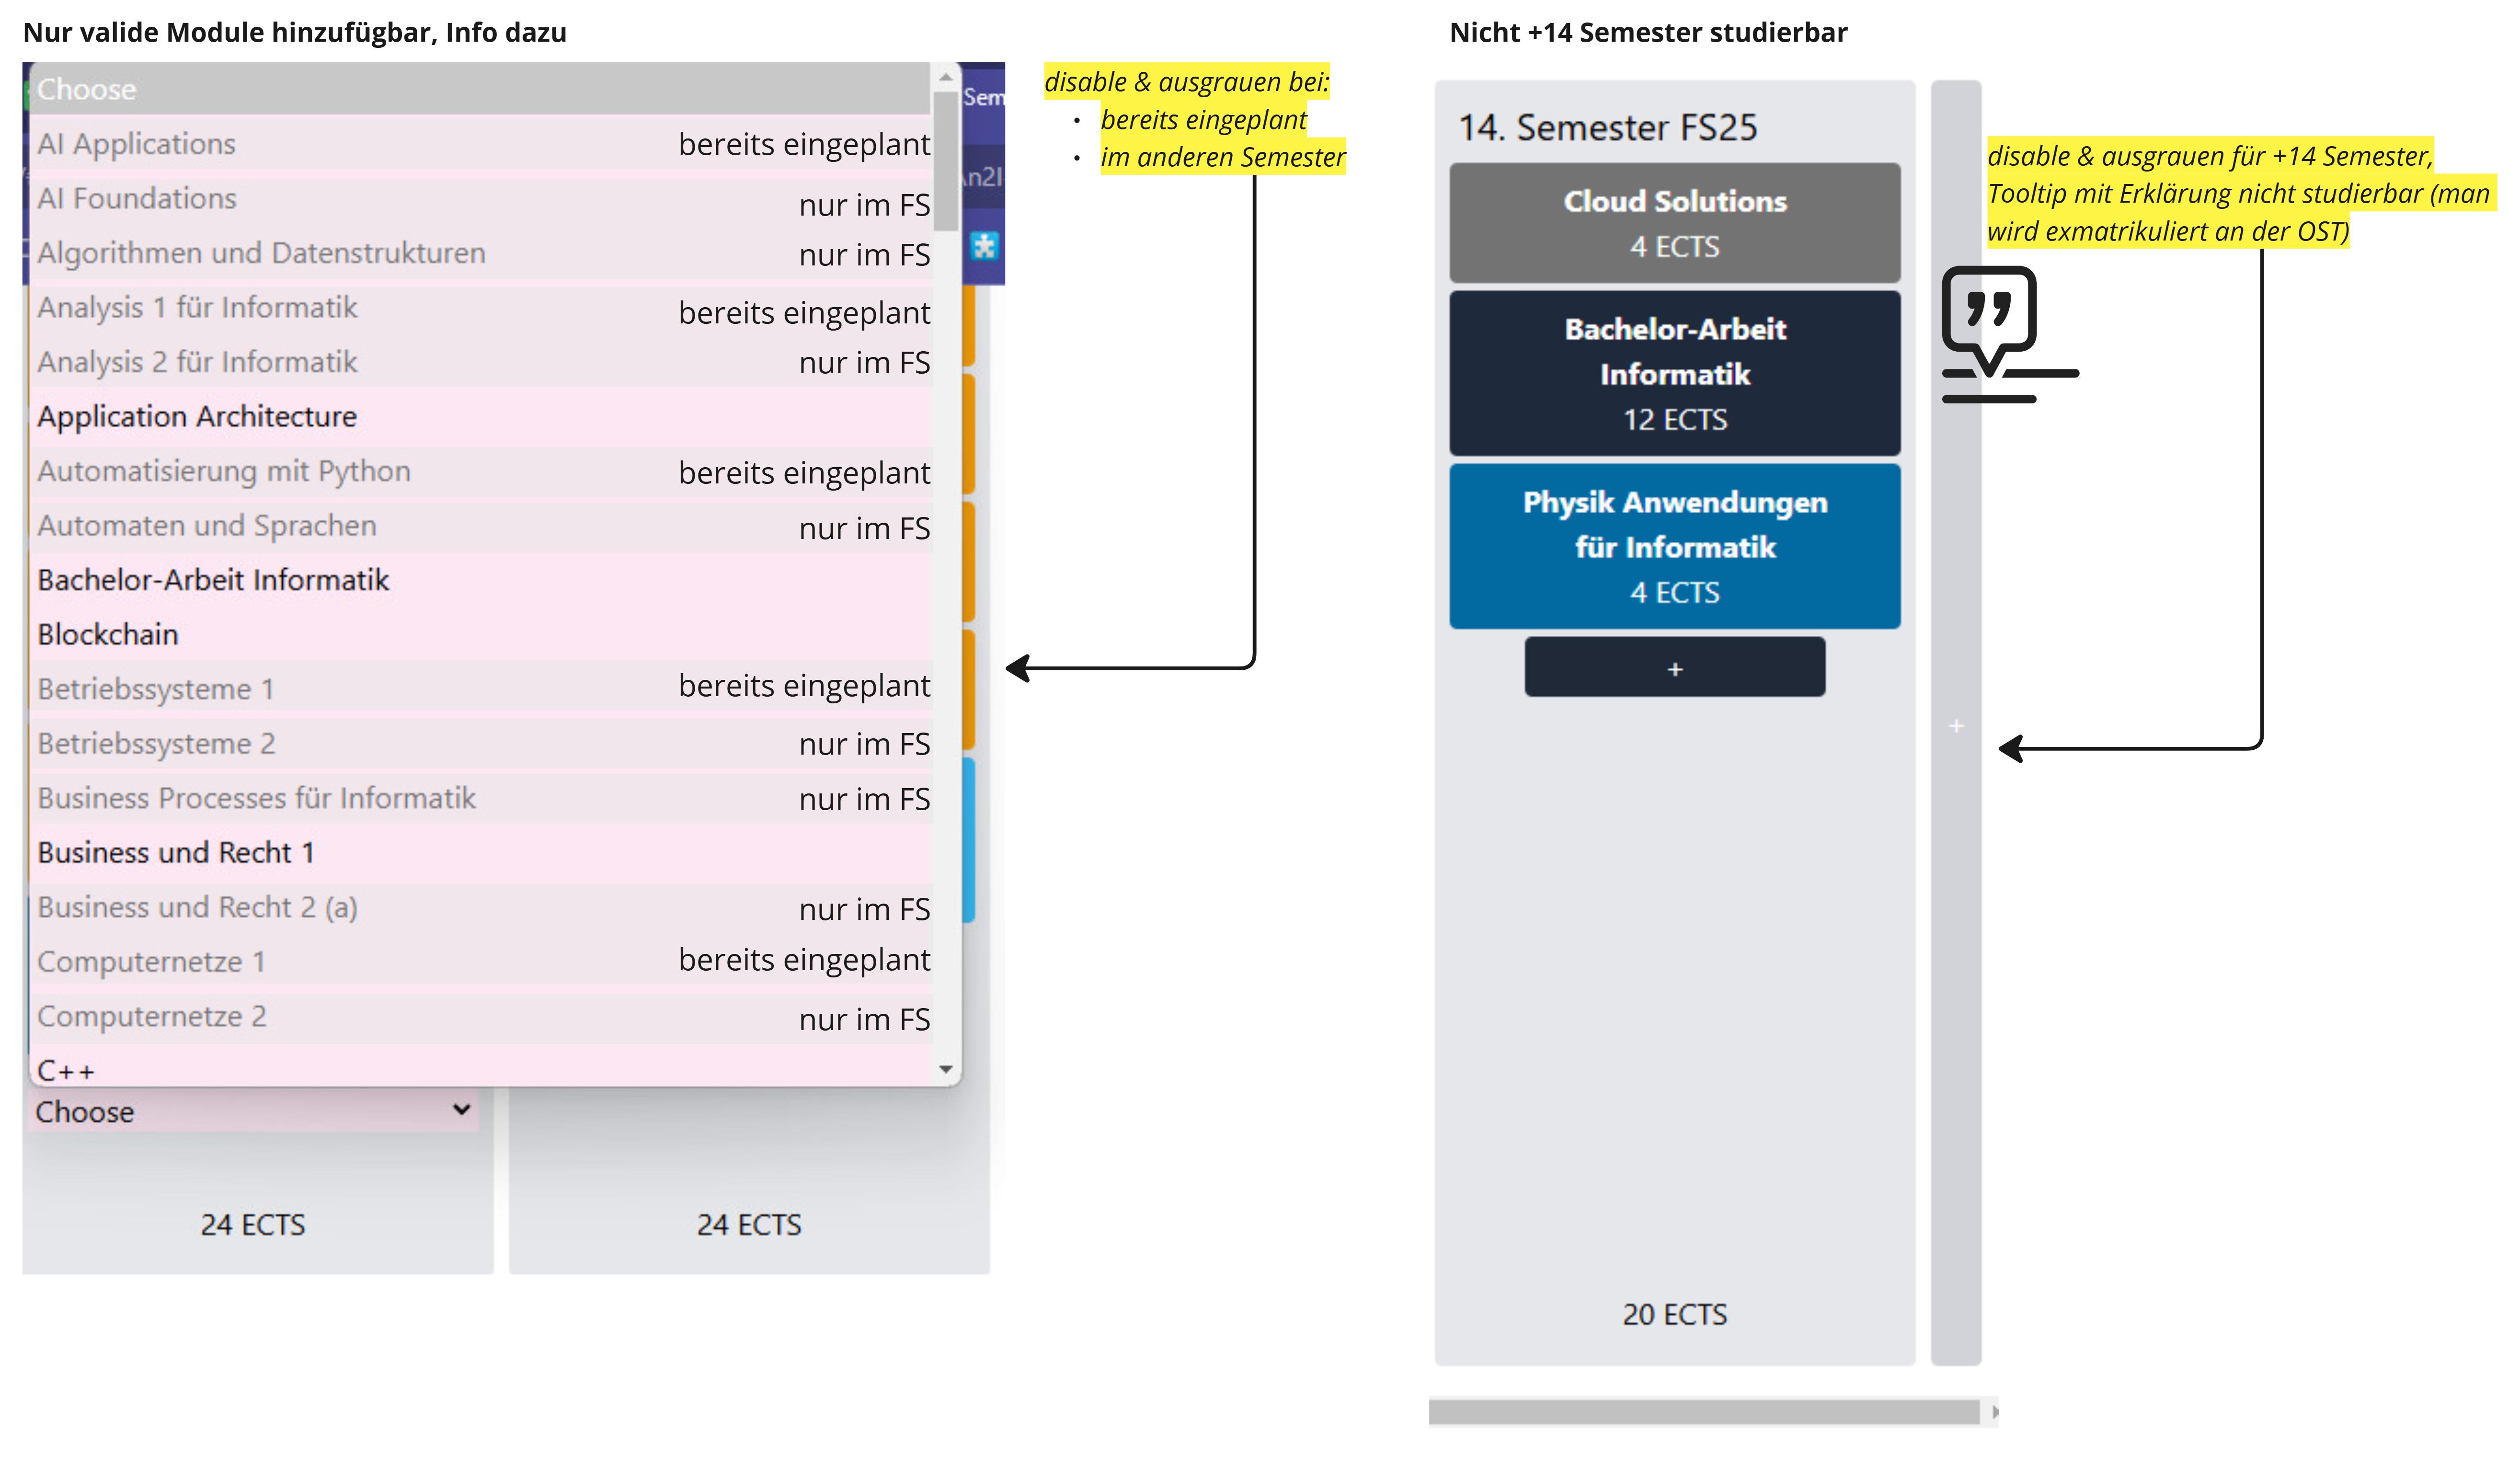 Nur valide Module hinzufügbar, Info dazu
Choose
AI Applications bereits eingeplant
AI Foundations nur im FS
Algorithmen und Datenstrukturen nur im FS
Analysis 1 für Informatik bereits eingeplant
Analysis 2 für Informatik nur im FS
Application Architecture
Automatisierung mit Python bereits eingeplant
Automaten und Sprachen nur im FS
Bachelor-Arbeit Informatik
Blockchain
Betriebssysteme 1 bereits eingeplant
Betriebssysteme 2 nur im FS
Business Processes für Informatik nur im FS
Business und Recht 1
Business und Recht 2 (a) nur im FS
Computernetze 1 bereits eingeplant
Computernetze 2 nur im FS
C++
Choose
24 ECTS
24 ECTS
Sem
disable & ausgrauen bei:
• bereits eingeplant
• im anderen Semester
Nicht +14 Semester studierbar
14. Semester FS25
Cloud Solutions
4 ECTS
Bachelor-Arbeit
Informatik
12 ECTS
Physik Anwendungen
für Informatik
4 ECTS
+
20 ECTS
+
disable & ausgrauen für +14 Semester,
Tooltip mit Erklärung nicht studierbar (man
wird exmatrikuliert an der OST)